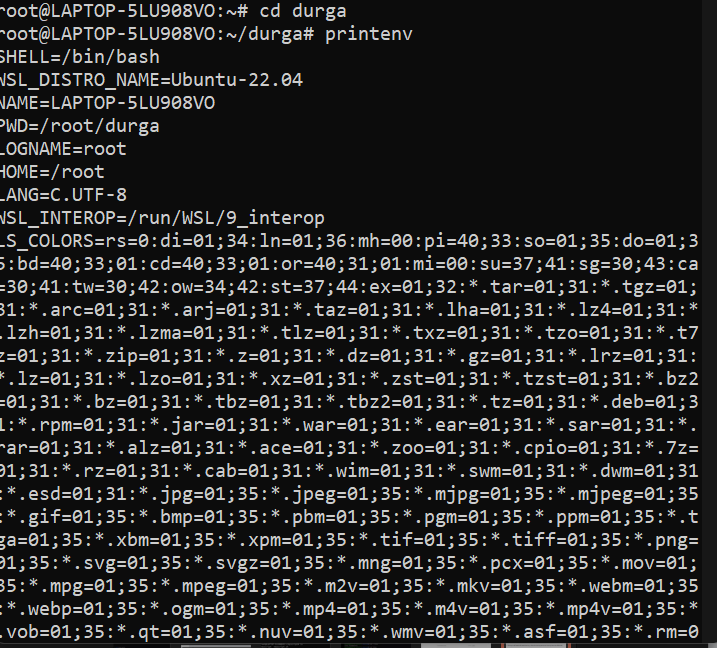 root@LAPTOP-5LU908VO:~# cd durga
root@LAPTOP-5LU908VO:~/durga# printenv
SHELL=/bin/bash
WSL_DISTRO_NAME=Ubuntu-22.04
NAME=LAPTOP-5LU908VO
PWD=/root/durga
LOGNAME=root
HOME=/root
LANG=C.UTF-8
WSL_INTEROP=/run/WSL/9_interop
LS_COLORS=rs=0:di=01;34:ln=01;36:mh=00:pi=40;33:so=01;35:do=01;3
5:bd=40;33;01:cd=40;33;01:or=40;31;01:mi=00:su=37;41:sg=30;43:ca
=30;41:tw=30;42:ow=34;42:st=37;44:ex=01;32:*.tar=01;31:*.tgz=01;
31:*.arc=01;31:*.arj=01;31:*.taz=01;31:*.lha=01;31:*.lz4=01;31:*
.lzh=01;31:*.lzma=01;31:*.tlz=01;31:*.txz=01;31:*.tzo=01;31:*.t7
z=01;31:*.zip=01;31:*.z=01;31:*.dz=01;31:*.gz=01;31:*.lrz=01;31:
*.lz=01;31:*.lzo=01;31:*.xz=01;31:*.zst=01;31:*.tzst=01;31:*.bz2
=01;31:*.bz=01;31:*.tbz=01;31:*.tbz2=01;31:*.tz=01;31:*.deb=01;3
1:*.rpm=01;31:*.jar=01;31:*.war=01;31:*.ear=01;31:*.sar=01;31:*.
rar=01;31:*.alz=01;31:*.ace=01;31:*.zoo=01;31:*.cpio=01;31:*.7z=
01;31:*.rz=01;31:*.cab=01;31:*.wim=01;31:*.swm=01;31:*.dwm=01;31
:*.esd=01;31:*.jpg=01;35:*.jpeg=01;35:*.mjpg=01;35:*.mjpeg=01;35
:*.gif=01;35:*.bmp=01;35:*.pbm=01;35:*.pgm=01;35:*.ppm=01;35:*.t
ga=01;35:*.xbm=01;35:*.xpm=01;35:*.tif=01;35:*.tiff=01;35:*.png=
01;35:*.svg=01;35:*.svgz=01;35:*.mng=01;35:*.pcx=01;35:*.mov=01;
35:*.mpg=01;35:*.mpeg=01;35:*.m2v=01;35:*.mkv=01;35:*.webm=01;35
:*.webp=01;35:*.ogm=01;35:*.mp4=01;35:*.m4v=01;35:*.mp4v=01;35:*
.vob=01;35:*.qt=01;35:*.nuv=01;35:*.wmv=01;35:*.asf=01;35:*.rm=0